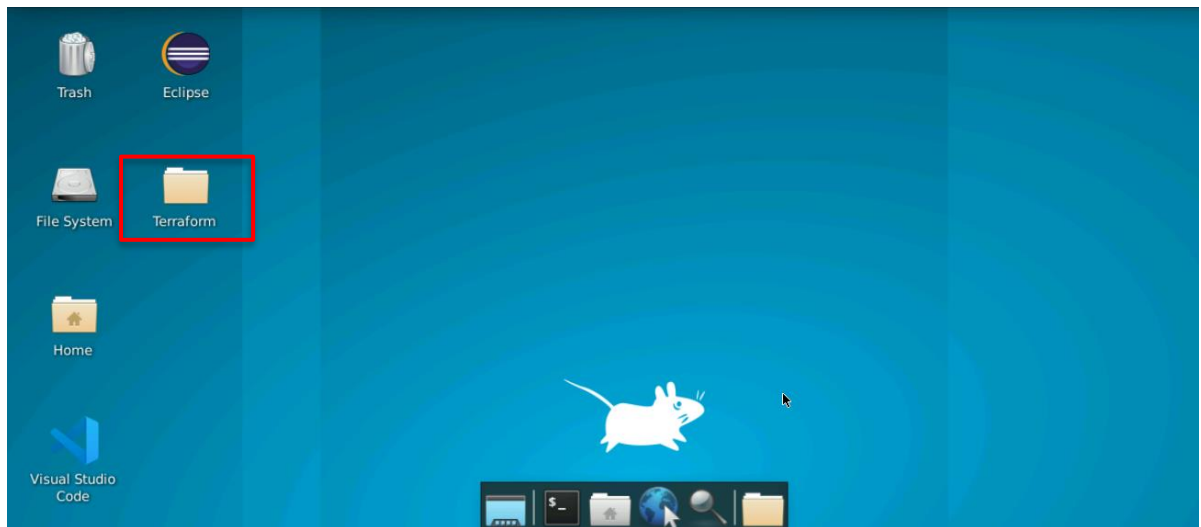 Trash
Eclipse
File System
Terraform
Home
Visual Studio
Code
$_